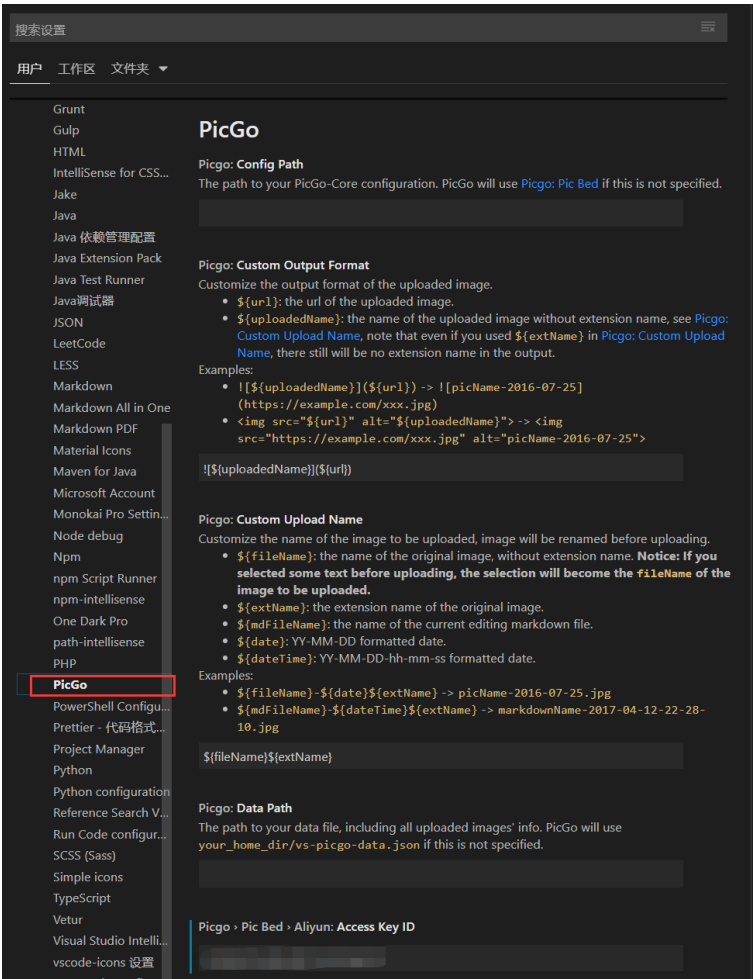 搜索设置
用户 工作区 文件夹
Grunt
Gulp
HTML
IntelliSense for CSS...
Jake
Java
Java 依赖管理配置
Java Extension Pack
Java Test Runner
Java调试器
JSON
LeetCode
LESS
Markdown
Markdown All in One
Markdown PDF
Material Icons
Maven for Java
Microsoft Account
Monokai Pro Settin...
Node debug
Npm
npm Script Runner
npm-intellisense
One Dark Pro
path-intellisense
PHP
PicGo
PowerShell Configu...
Prettier - 代码格式...
Project Manager
Python
Python configuration
Reference Search V...
Run Code configur...
SCSS (Sass)
Simple icons
TypeScript
Vetur
Visual Studio Intelli...
vscode-icons 设置
PicGo
Picgo: Config Path
The path to your PicGo-Core configuration. PicGo will use Picgo: Pic Bed if this is not specified.
Picgo: Custom Output Format
Customize the output format of the uploaded image.
• ${url}: the url of the uploaded image.
• ${uploadedName}: the name of the uploaded image without extension name, see Picgo:
Custom Upload Name, note that even if you used ${extName} in Picgo: Custom Upload
Name, there still will be no extension name in the output.
Examples:
• ![${uploadedName}](${url}) -> ![picName-2016-07-25]
(https://example.com/xxx.jpg)
• <img src="${url}" alt="${uploadedName}"> -> <img
src="https://example.com/xxx.jpg" alt="picName-2016-07-25">
![${uploadedName}](${url})
Picgo: Custom Upload Name
Customize the name of the image to be uploaded, image will be renamed before uploading.
• ${fileName}: the name of the original image, without extension name. Notice: If you
selected some text before uploading, the selection will become the fileName of the
image to be uploaded.
• ${extName}: the extension name of the original image.
• ${mdFileName}: the name of the current editing markdown file.
• ${date}: YY-MM-DD formatted date.
• ${dateTime}: YY-MM-DD-hh-mm-ss formatted date.
Examples:
• ${fileName}-${date}${extName} -> picName-2016-07-25.jpg
• ${mdFileName}-${dateTime}${extName} -> markdownName-2017-04-12-22-28-
10.jpg
${fileName}${extName}
Picgo: Data Path
The path to your data file, including all uploaded images' info. PicGo will use
your_home_dir/vs-picgo-data.json if this is not specified.
Picgo › Pic Bed › Aliyun: Access Key ID